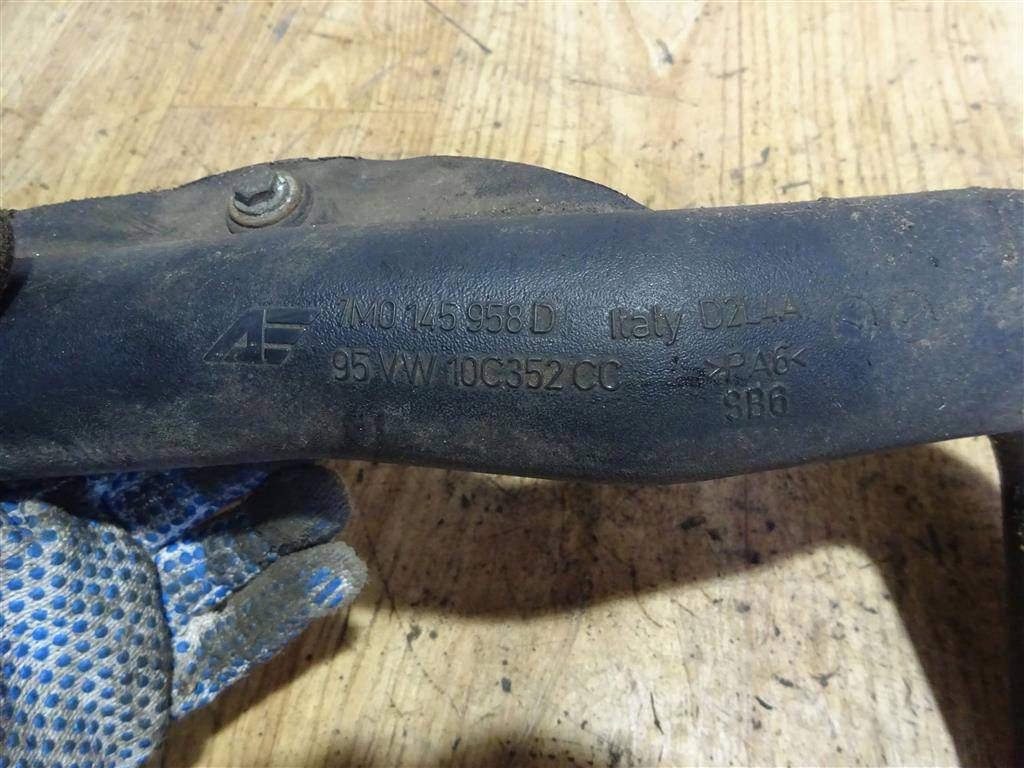 AE 7M0 145 958 D Italy D2L4A
95 VW 10C352 CC >PA6<
SB6